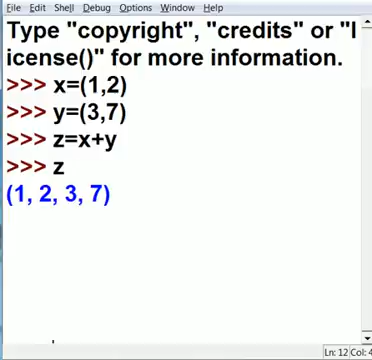 File Edit Shell Debug Options Window Help
Type "copyright", "credits" or "l
icense()" for more information.
>>> x=(1,2)
>>> y=(3,7)
>>> z=x+y
>>> z
(1, 2, 3, 7)
Ln: 12 Col: 4